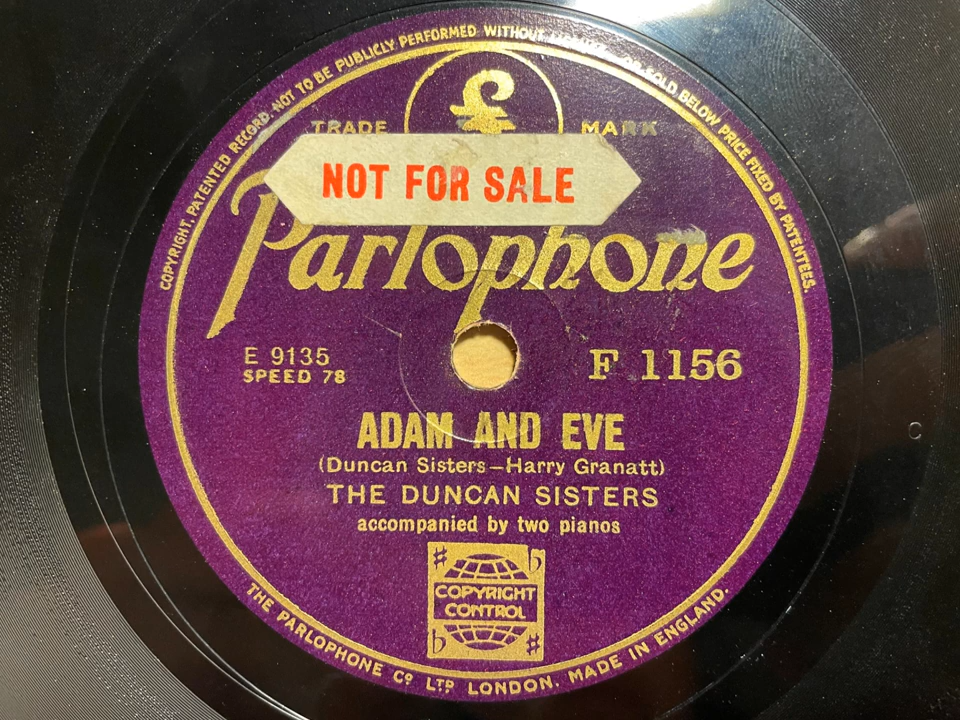 COPYRIGHT. PATENTED RECORD. NOT TO BE PUBLICLY PERFORMED WITHOUT LICENCE. OR SOLD BELOW PRICE FIXED BY PATENTEES.
£
TRADE MARK
NOT FOR SALE
Parlophone
E 9135
SPEED 78
F 1156
ADAM AND EVE
(Duncan Sisters–Harry Granatt)
THE DUNCAN SISTERS
accompanied by two pianos
♯ ♭
COPYRIGHT
CONTROL
♭ ♯
THE PARLOPHONE Cº LTD LONDON. MADE IN ENGLAND.
C